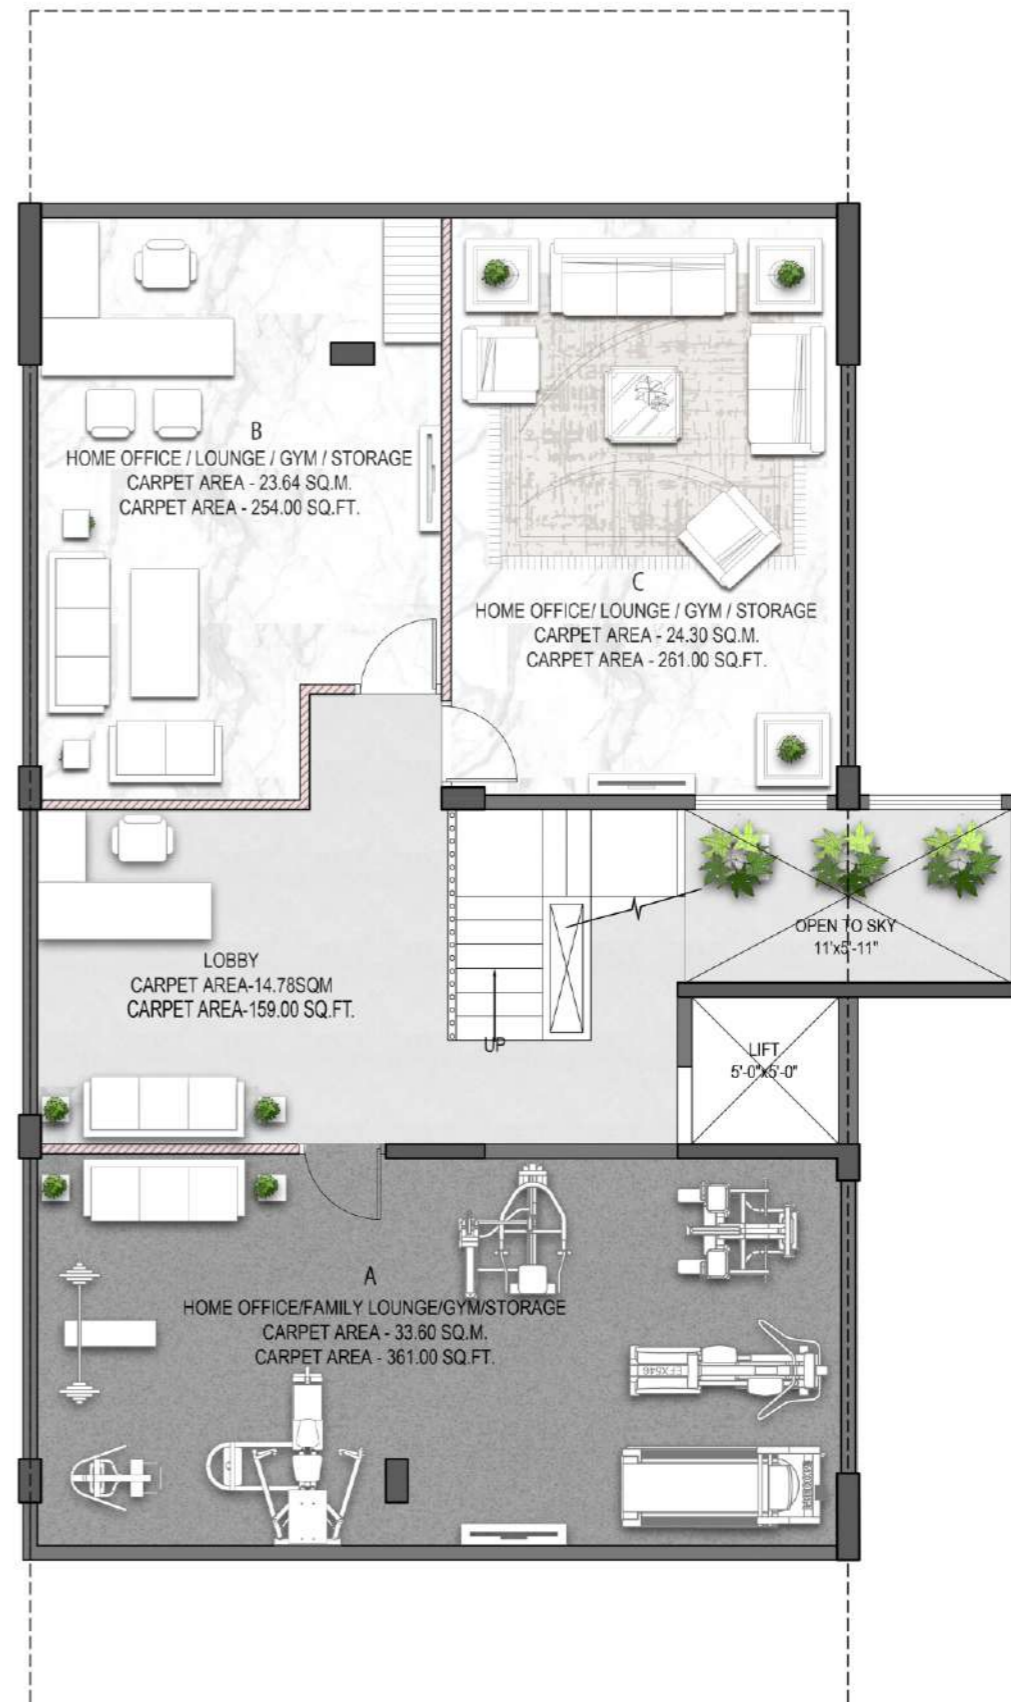 B
HOME OFFICE / LOUNGE / GYM / STORAGE
CARPET AREA - 23.64 SQ.M.
CARPET AREA - 254.00 SQ.FT.
C
HOME OFFICE/ LOUNGE / GYM / STORAGE
CARPET AREA - 24.30 SQ.M.
CARPET AREA - 261.00 SQ.FT.
OPEN TO SKY
11'x5'-11"
LOBBY
CARPET AREA-14.78SQM
CARPET AREA-159.00 SQ.FT.
UP
LIFT
5'-0"x5'-0"
A
HOME OFFICE/FAMILY LOUNGE/GYM/STORAGE
CARPET AREA - 33.60 SQ.M.
CARPET AREA - 361.00 SQ.FT.
EFX546